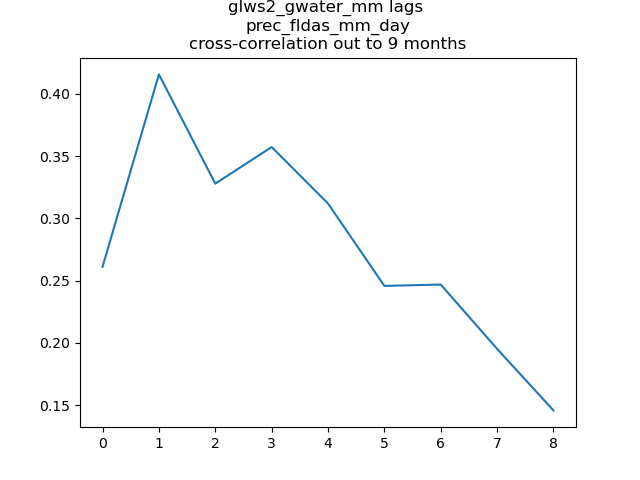 glws2_gwater_mm lags
prec_fldas_mm_day
cross-correlation out to 9 months
0.40
0.35
0.30
0.25
0.20
0.15
0 1 2 3 4 5 6 7 8